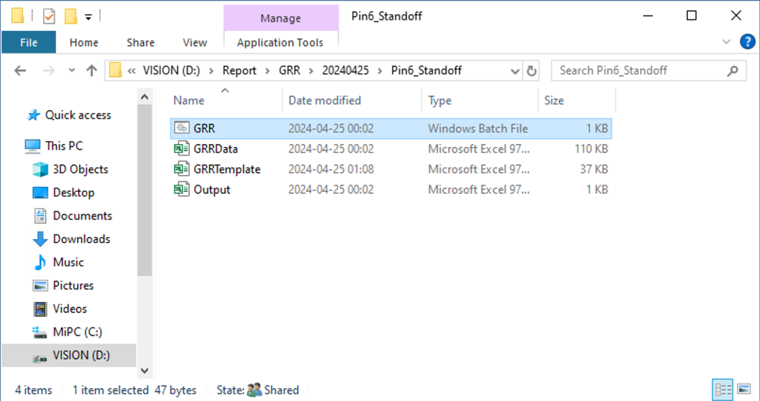 Manage
Pin6_Standoff
File
Home
Share
View
Application Tools
?
« VISION (D:) > Report > GRR > 20240425 > Pin6_Standoff
Search Pin6_Standoff
Name
Date modified
Type
Size
Quick access
This PC
3D Objects
Desktop
Documents
Downloads
Music
Pictures
Videos
MiPC (C:)
VISION (D:)
GRR 2024-04-25 00:02 Windows Batch File 1 KB
GRRData 2024-04-25 00:02 Microsoft Excel 97... 110 KB
GRRTemplate 2024-04-25 01:08 Microsoft Excel 97... 37 KB
Output 2024-04-25 00:02 Microsoft Excel 97... 1 KB
4 items 1 item selected 47 bytes State: Shared